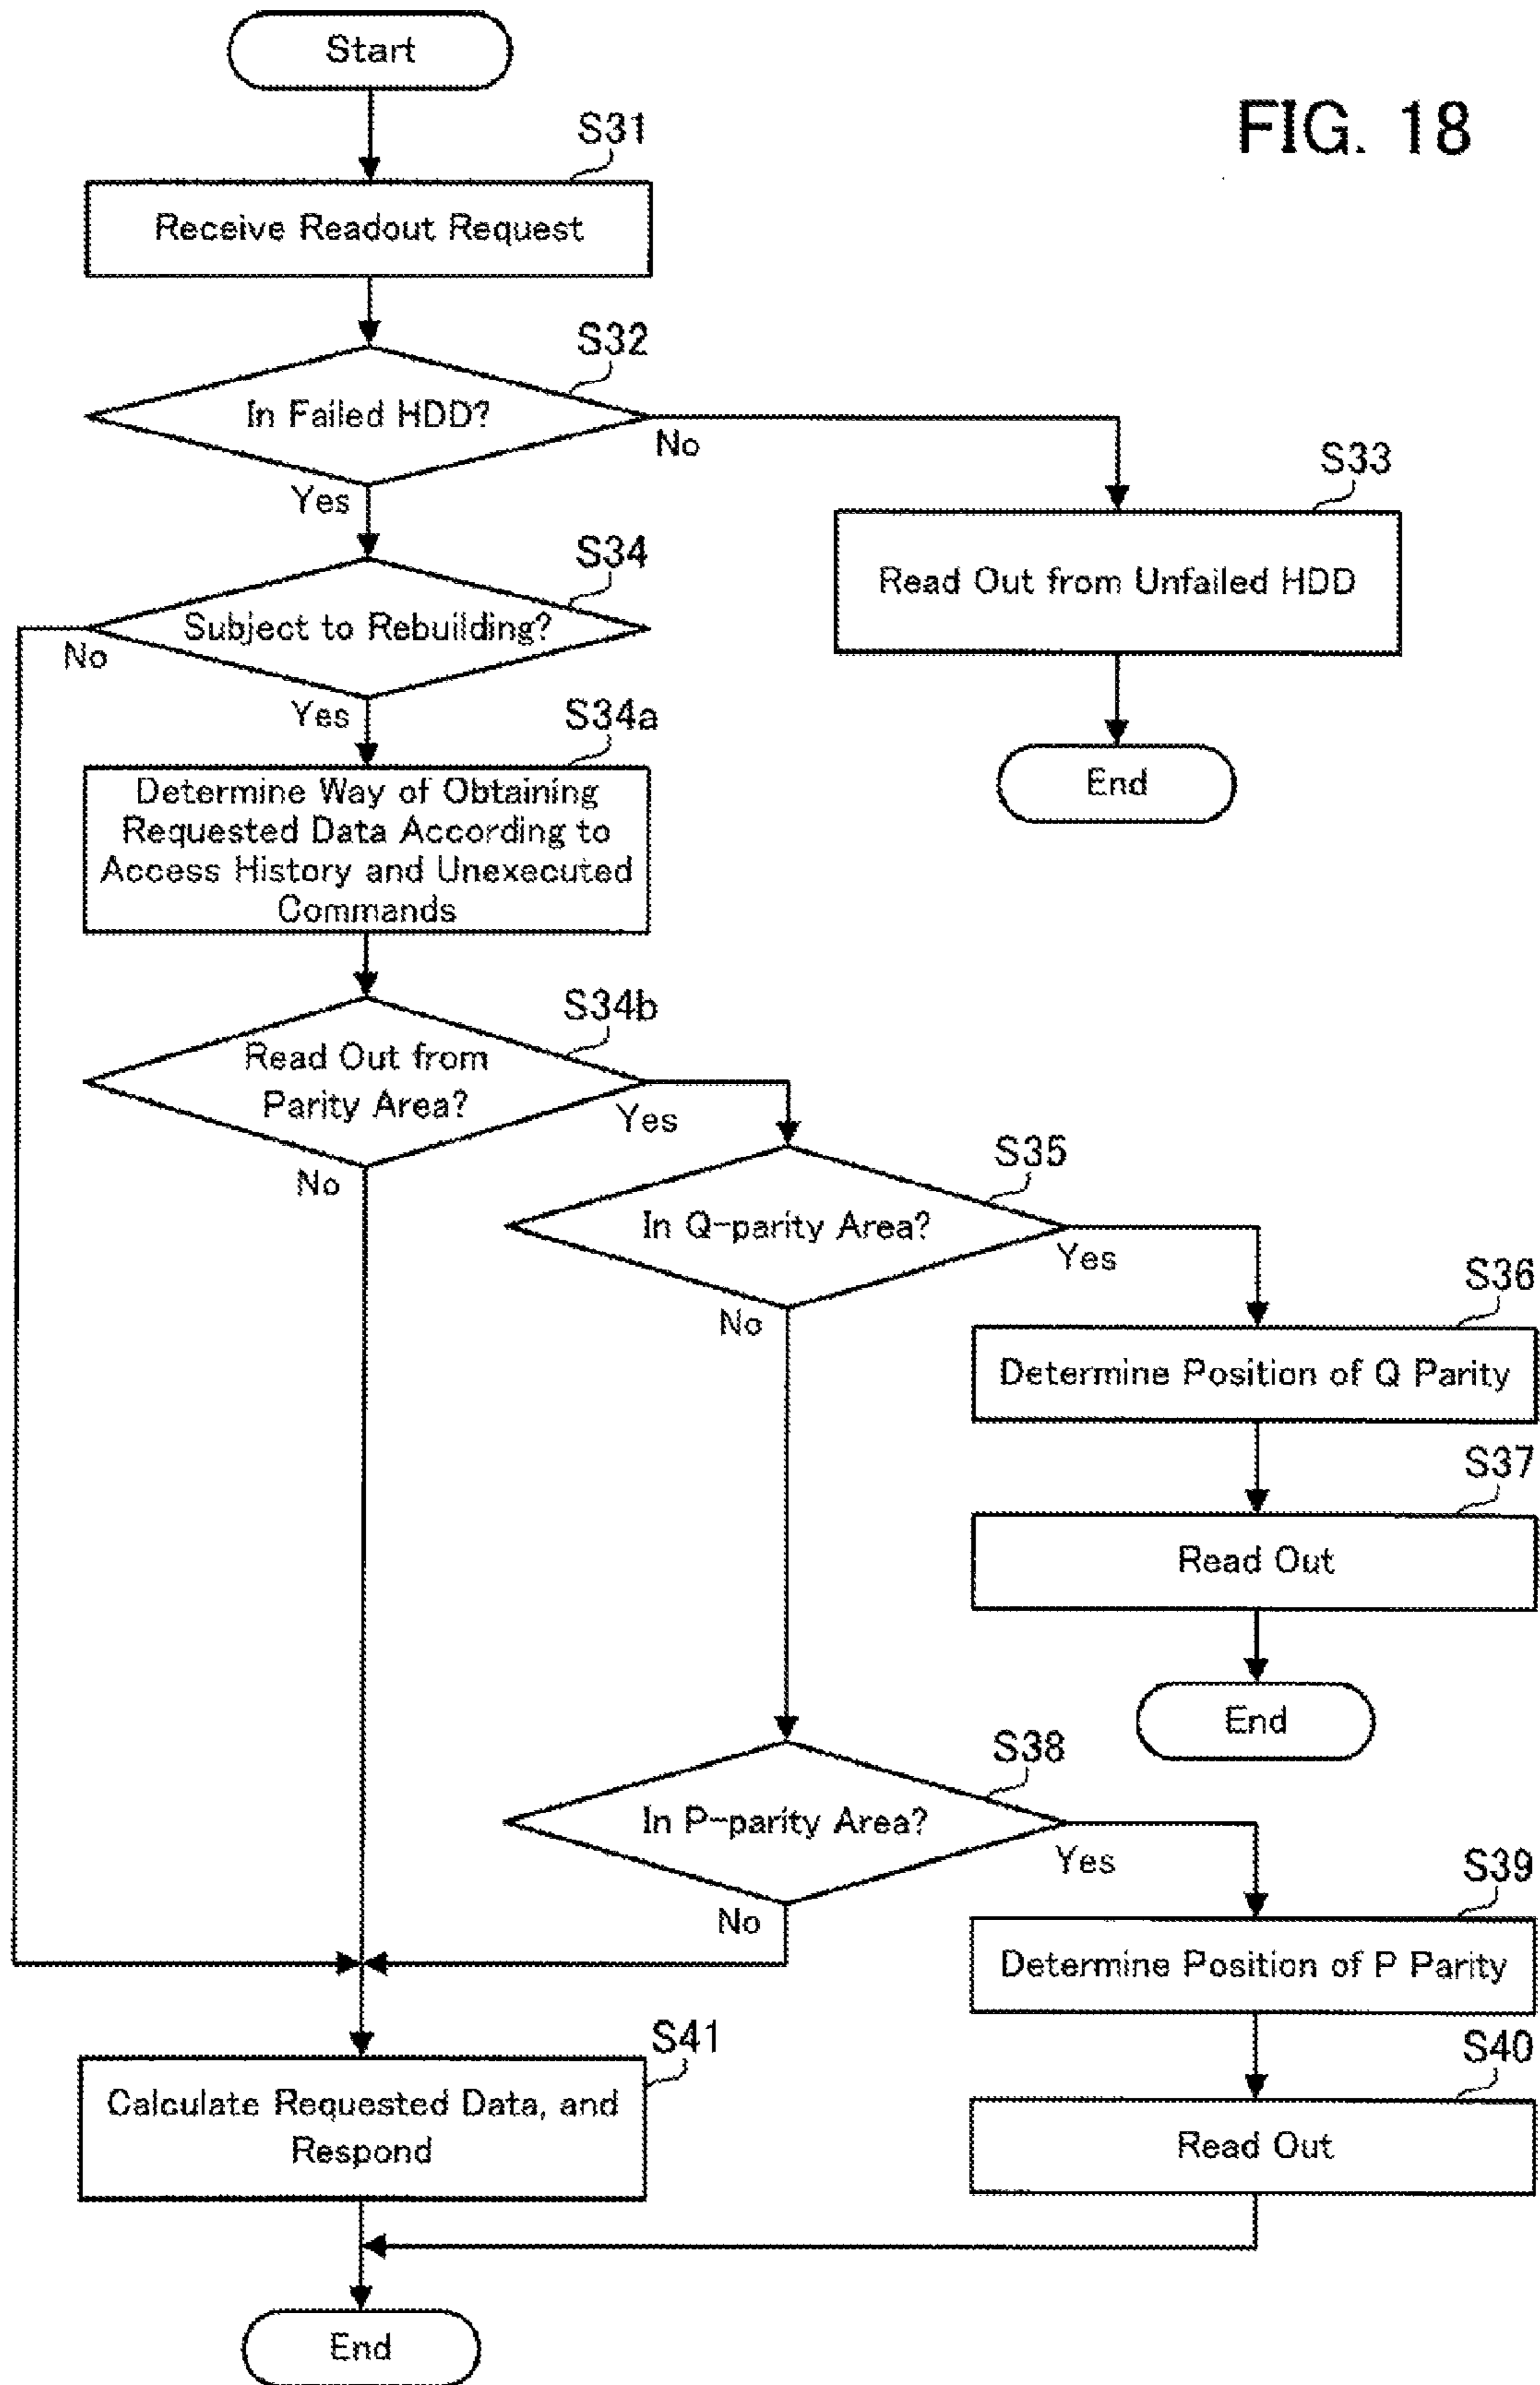 Start
FIG. 18
S31
Receive Readout Request
S32
In Failed HDD?
No
Yes
S33
Read Out from Unfailed HDD
End
S34
Subject to Rebuilding?
No
Yes
S34a
Determine Way of Obtaining
Requested Data According to
Access History and Unexecuted
Commands
S34b
Read Out from
Parity Area?
Yes
No
S35
In Q-parity Area?
Yes
No
S36
Determine Position of Q Parity
S37
Read Out
End
S38
In P-parity Area?
Yes
No
S39
Determine Position of P Parity
S40
Read Out
S41
Calculate Requested Data, and
Respond
End